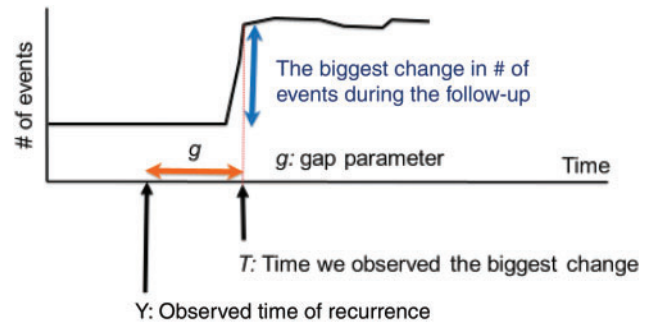 # of events
The biggest change in # of
events during the follow-up
g
g: gap parameter
Time
T: Time we observed the biggest change
Y: Observed time of recurrence